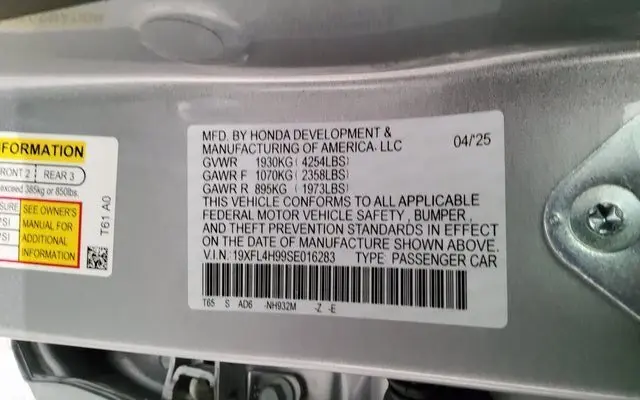 MFD. BY HONDA DEVELOPMENT &
MANUFACTURING OF AMERICA, LLC 04/25
GVWR 1930KG ( 4254LBS)
GAWR F 1070KG ( 2358LBS)
GAWR R 895KG ( 1973LBS)
THIS VEHICLE CONFORMS TO ALL APPLICABLE
FEDERAL MOTOR VEHICLE SAFETY , BUMPER ,
AND THEFT PREVENTION STANDARDS IN EFFECT
ON THE DATE OF MANUFACTURE SHOWN ABOVE.
V.I.N. 19XFL4H99SE016283 TYPE: PASSENGER CAR
T65 S AD6 -NH932M -Z -E
FORMATION
FRONT 2 REAR 3
exceed 385kg or 850lbs.
SEE OWNER'S
MANUAL FOR
ADDITIONAL
INFORMATION
T61 A0